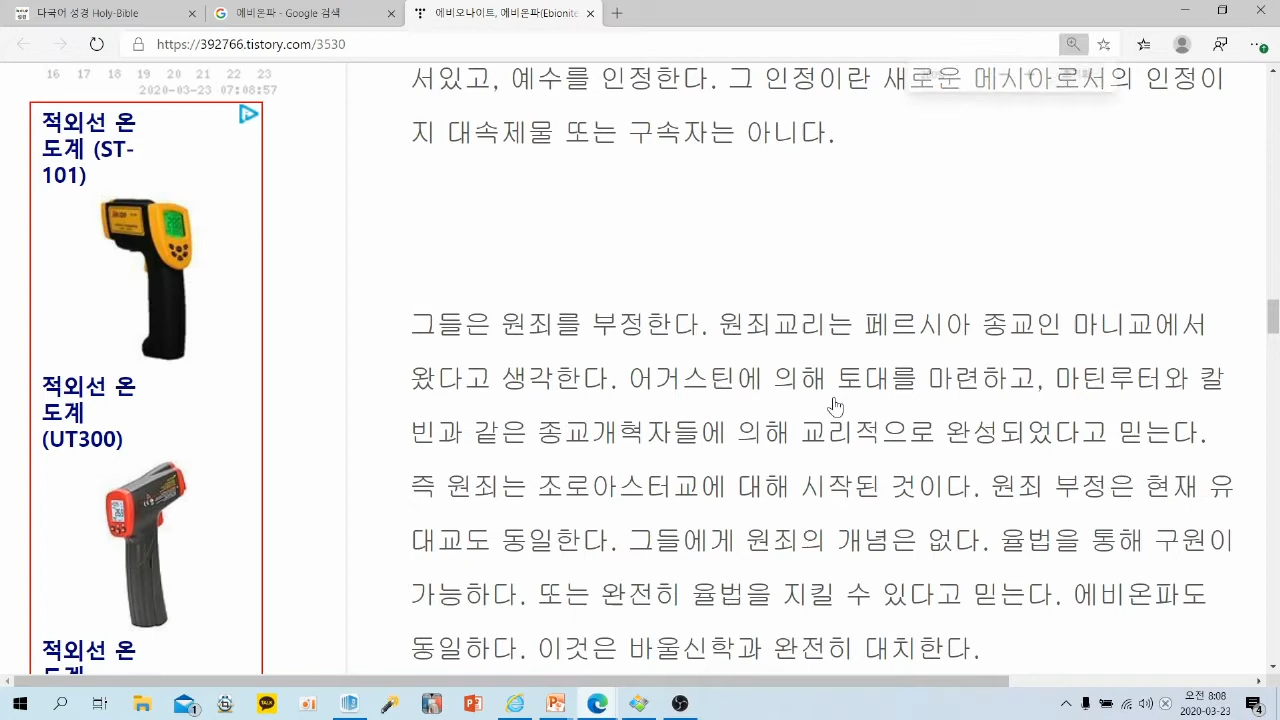 다국어 성경 Holy-Bible
에비온파 - Google 검색
에비오나이트, 에비온파(Ebionite
https://392766.tistory.com/3530
16 17 18 19 20 21 22 23
2020-03-23 07:08:57
적외선 온
도계 (ST-
101)
적외선 온
도계
(UT300)
적외선 온
도계
서있고, 예수를 인정한다. 그 인정이란 새로운 메시아로서의 인정이
지 대속제물 또는 구속자는 아니다.
그들은 원죄를 부정한다. 원죄교리는 페르시아 종교인 마니교에서
왔다고 생각한다. 어거스틴에 의해 토대를 마련하고, 마틴루터와 칼
빈과 같은 종교개혁자들에 의해 교리적으로 완성되었다고 믿는다.
즉 원죄는 조로아스터교에 대해 시작된 것이다. 원죄 부정은 현재 유
대교도 동일한다. 그들에게 원죄의 개념은 없다. 율법을 통해 구원이
가능하다. 또는 완전히 율법을 지킬 수 있다고 믿는다. 에비온파도
동일하다. 이것은 바울신학과 완전히 대치한다.
오전 8:08
2020-03-23